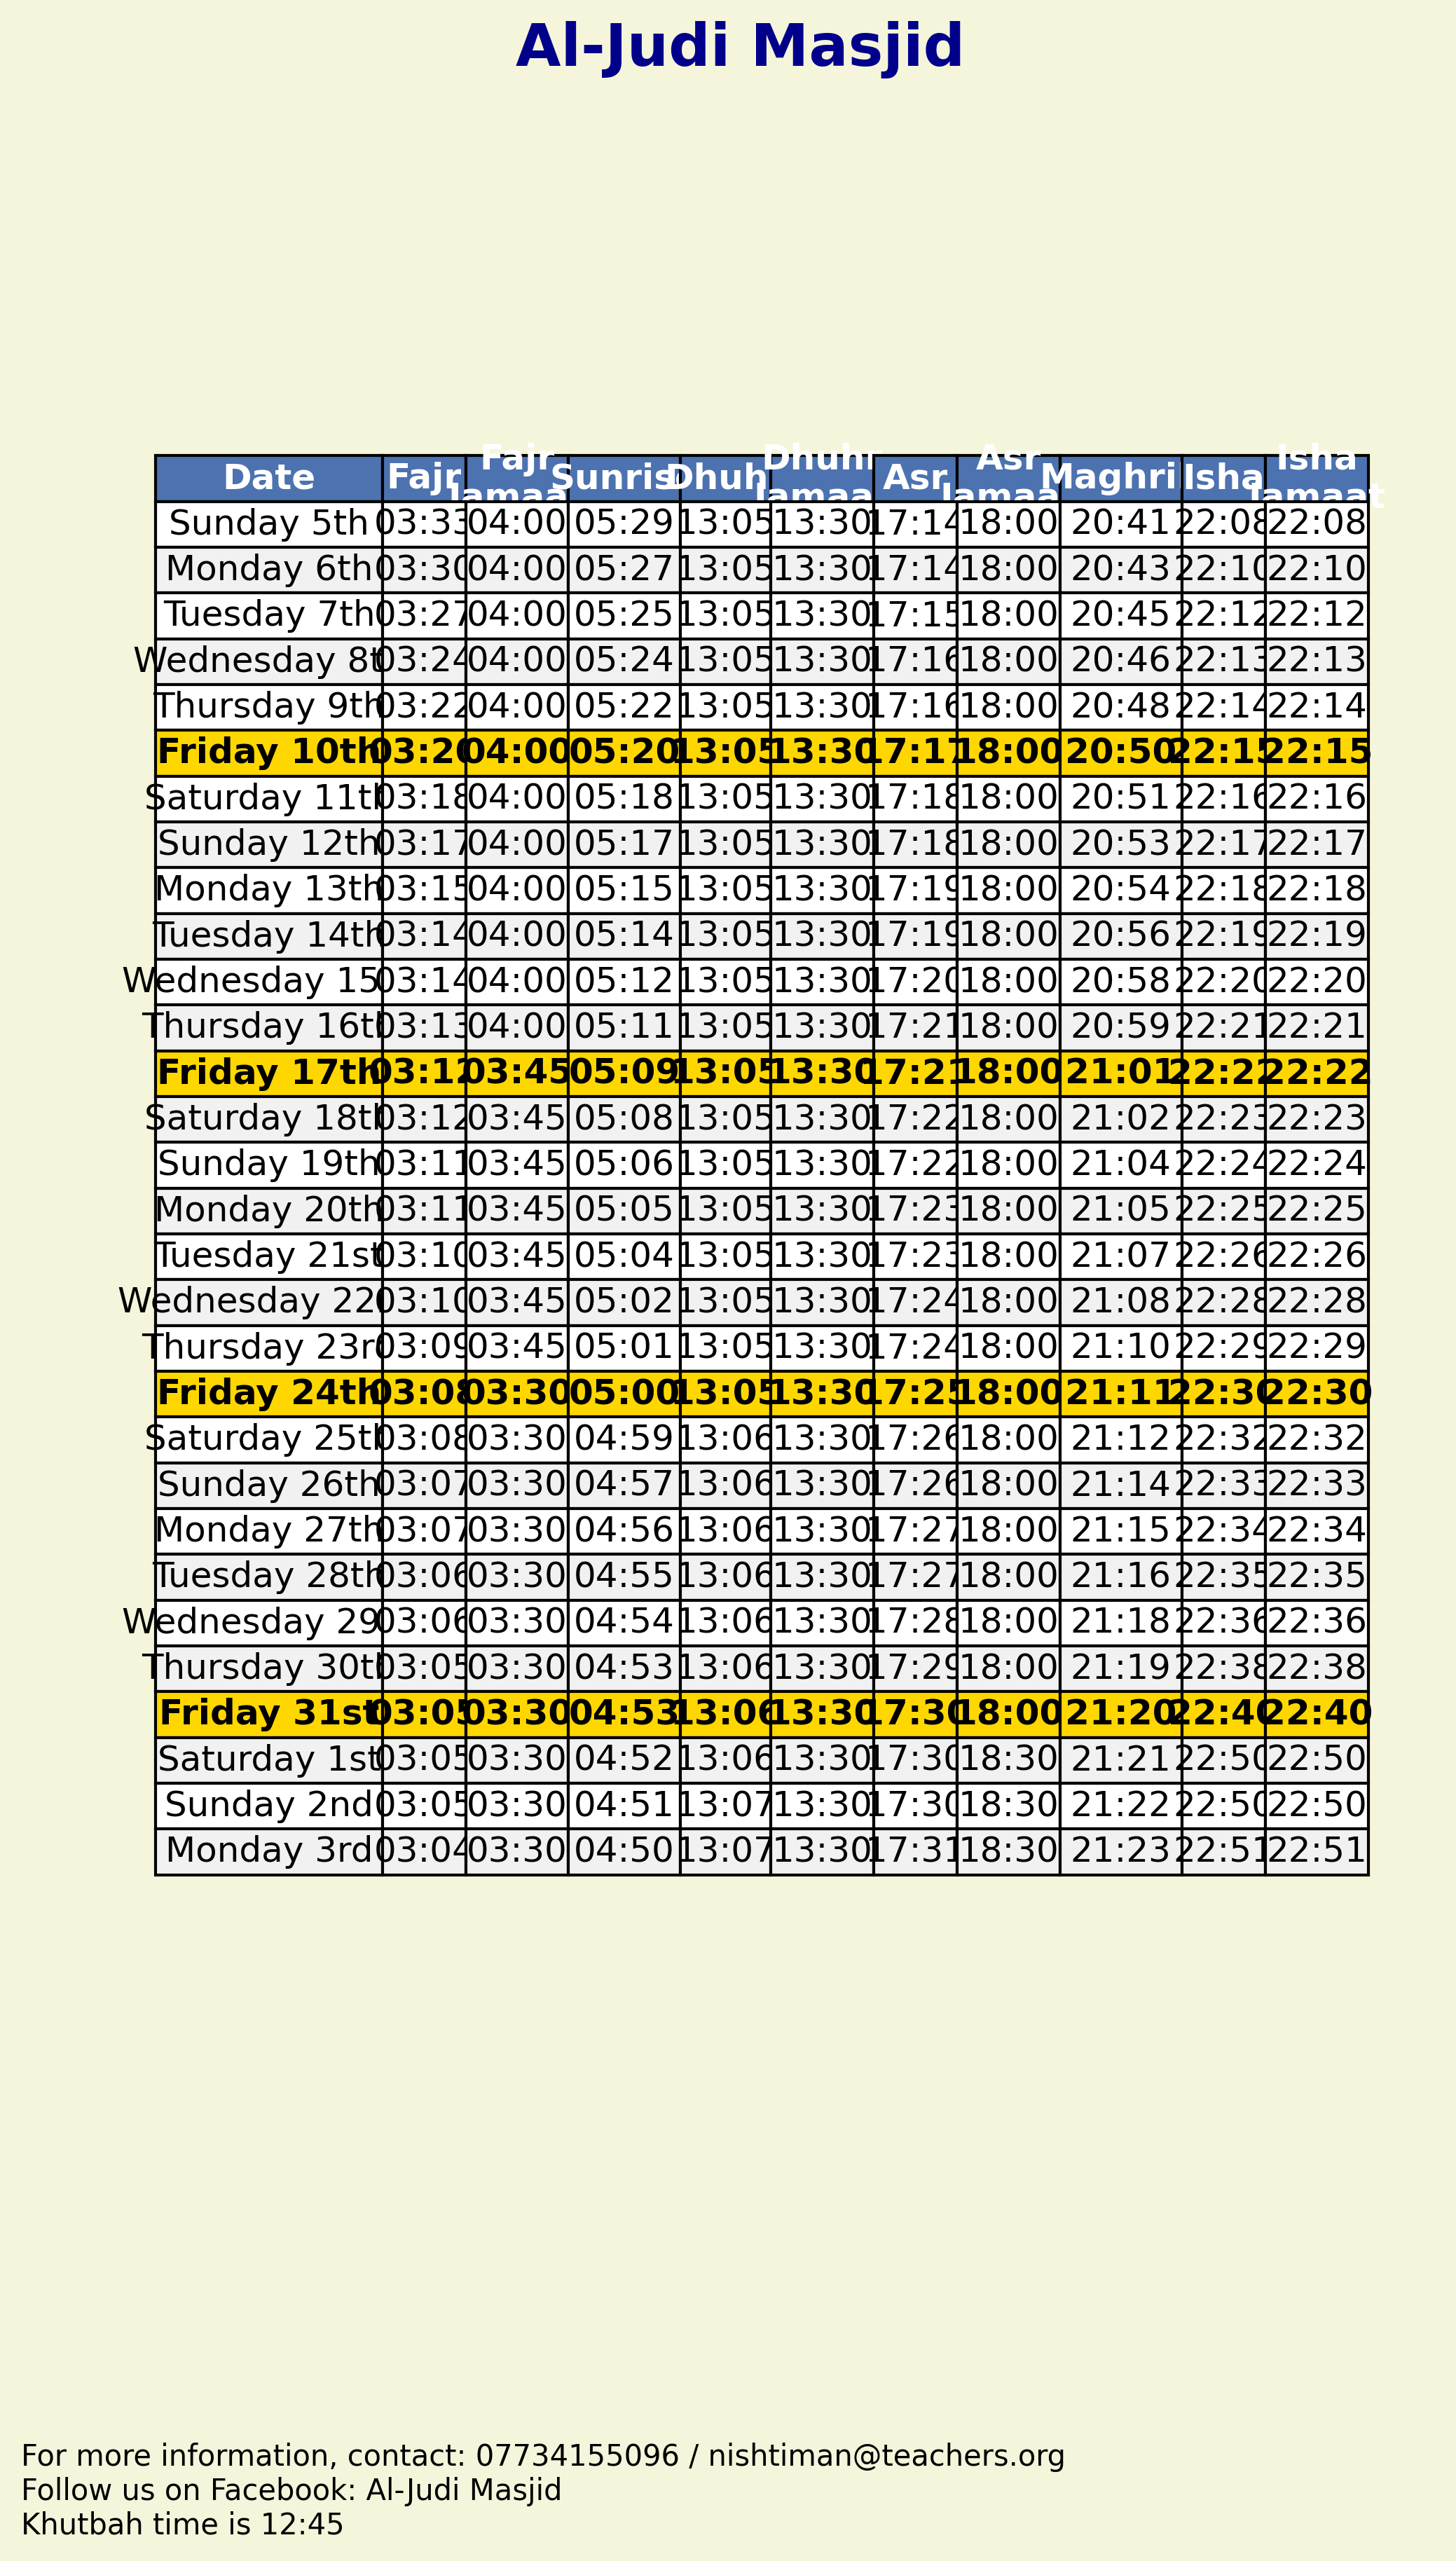 Al-Judi Masjid
Date Fajr Fajr Jamaat Sunris Dhuh Dhuhr Jamaa Asr Asr Jamaa Maghri Isha Isha Jamaat
Sunday 5th 03:33 04:00 05:29 13:05 13:30 17:14 18:00 20:41 22:08 22:08
Monday 6th 03:30 04:00 05:27 13:05 13:30 17:14 18:00 20:43 22:10 22:10
Tuesday 7th 03:27 04:00 05:25 13:05 13:30 17:15 18:00 20:45 22:12 22:12
Wednesday 8t 03:24 04:00 05:24 13:05 13:30 17:16 18:00 20:46 22:13 22:13
Thursday 9th 03:22 04:00 05:22 13:05 13:30 17:16 18:00 20:48 22:14 22:14
Friday 10th 03:20 04:00 05:20 13:05 13:30 17:17 18:00 20:50 22:15 22:15
Saturday 11th 03:18 04:00 05:18 13:05 13:30 17:18 18:00 20:51 22:16 22:16
Sunday 12th 03:17 04:00 05:17 13:05 13:30 17:18 18:00 20:53 22:17 22:17
Monday 13th 03:15 04:00 05:15 13:05 13:30 17:19 18:00 20:54 22:18 22:18
Tuesday 14th 03:14 04:00 05:14 13:05 13:30 17:19 18:00 20:56 22:19 22:19
Wednesday 15 03:14 04:00 05:12 13:05 13:30 17:20 18:00 20:58 22:20 22:20
Thursday 16th 03:13 04:00 05:11 13:05 13:30 17:21 18:00 20:59 22:21 22:21
Friday 17th 03:12 03:45 05:09 13:05 13:30 17:21 18:00 21:01 22:22 22:22
Saturday 18th 03:12 03:45 05:08 13:05 13:30 17:22 18:00 21:02 22:23 22:23
Sunday 19th 03:11 03:45 05:06 13:05 13:30 17:22 18:00 21:04 22:24 22:24
Monday 20th 03:11 03:45 05:05 13:05 13:30 17:23 18:00 21:05 22:25 22:25
Tuesday 21st 03:10 03:45 05:04 13:05 13:30 17:23 18:00 21:07 22:26 22:26
Wednesday 22 03:10 03:45 05:02 13:05 13:30 17:24 18:00 21:08 22:28 22:28
Thursday 23r 03:09 03:45 05:01 13:05 13:30 17:24 18:00 21:10 22:29 22:29
Friday 24th 03:08 03:30 05:00 13:05 13:30 17:25 18:00 21:11 22:30 22:30
Saturday 25th 03:08 03:30 04:59 13:06 13:30 17:26 18:00 21:12 22:32 22:32
Sunday 26th 03:07 03:30 04:57 13:06 13:30 17:26 18:00 21:14 22:33 22:33
Monday 27th 03:07 03:30 04:56 13:06 13:30 17:27 18:00 21:15 22:34 22:34
Tuesday 28th 03:06 03:30 04:55 13:06 13:30 17:27 18:00 21:16 22:35 22:35
Wednesday 29 03:06 03:30 04:54 13:06 13:30 17:28 18:00 21:18 22:36 22:36
Thursday 30th 03:05 03:30 04:53 13:06 13:30 17:29 18:00 21:19 22:38 22:38
Friday 31st 03:05 03:30 04:53 13:06 13:30 17:30 18:00 21:20 22:40 22:40
Saturday 1st 03:05 03:30 04:52 13:06 13:30 17:30 18:30 21:21 22:50 22:50
Sunday 2nd 03:05 03:30 04:51 13:07 13:30 17:30 18:30 21:22 22:50 22:50
Monday 3rd 03:04 03:30 04:50 13:07 13:30 17:31 18:30 21:23 22:51 22:51
For more information, contact: 07734155096 / nishtiman@teachers.org
Follow us on Facebook: Al-Judi Masjid
Khutbah time is 12:45